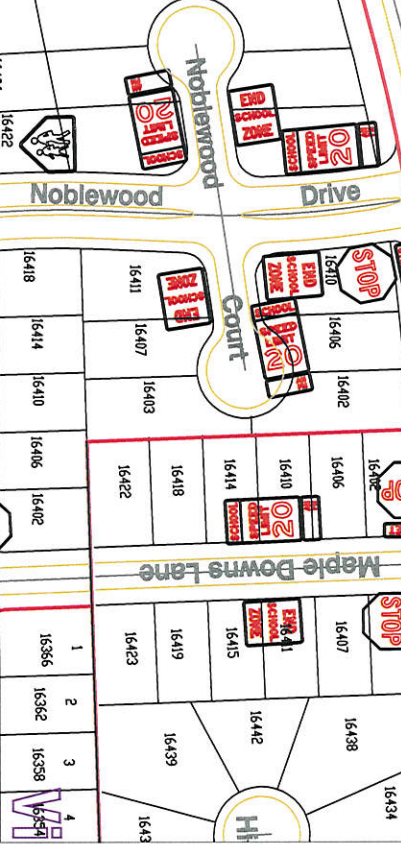 Noblewood
Court
Noblewood
Drive
Maple Downs Lane
SCHOOL
SPEED
LIMIT
20
END
SCHOOL
ZONE
SCHOOL
SPEED
LIMIT
20
STOP
END
SCHOOL
ZONE
SCHOOL
20
END
SCHOOL
ZONE
SCHOOL
SPEED
LIMIT
20
END
SCHOOL
ZONE
STOP
16422
16418
16414
16410
16406
16402
16411
16407
16403
16410
16406
16402
16422
16418
16414
16410
16406
16402
16423
16419
16415
16411
16407
16439
16442
16438
16434
1
16366
2
16362
3
16358
4
16354
Vi